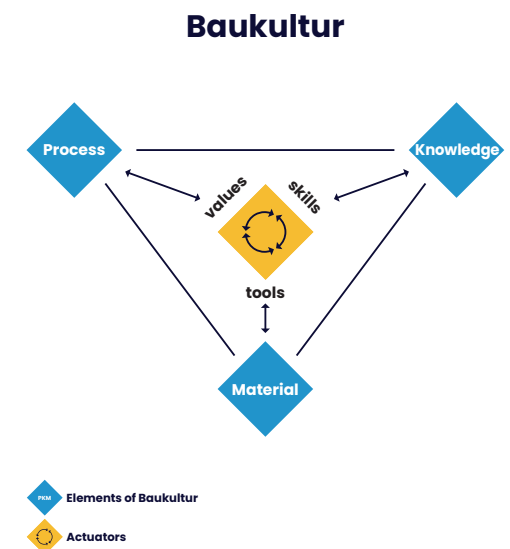 Baukultur
Process
Knowledge
values
skills
tools
Material
PKM
Elements of Baukultur
Actuators